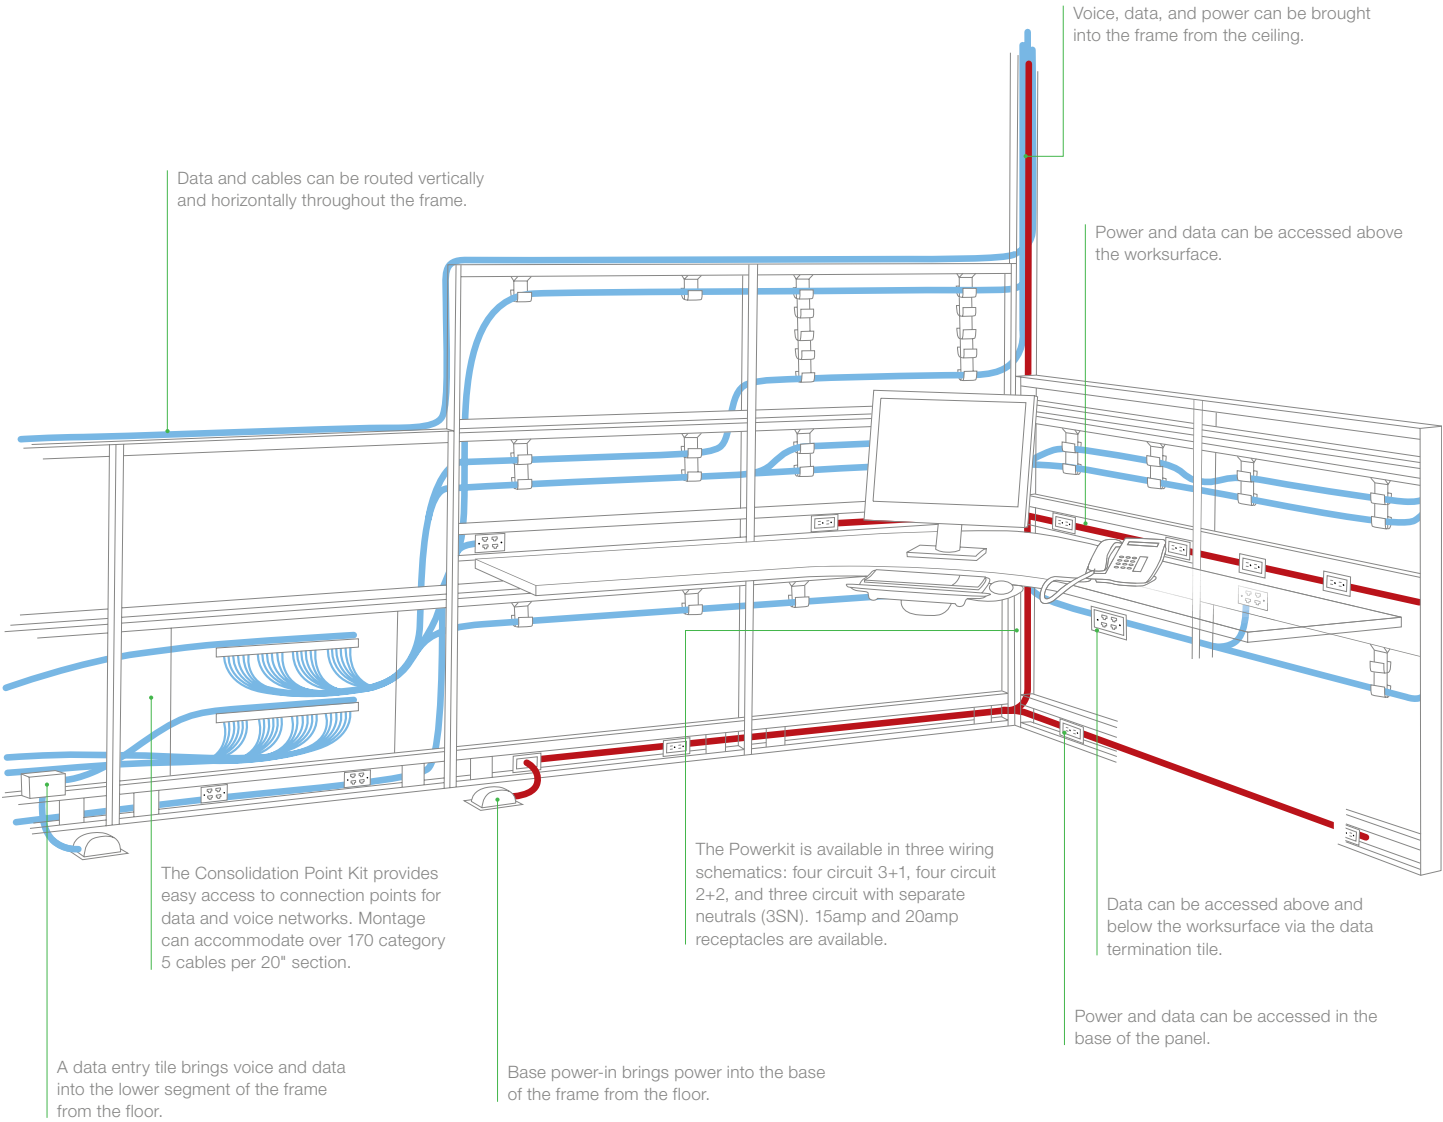 Voice, data, and power can be brought
into the frame from the ceiling.
Data and cables can be routed vertically
and horizontally throughout the frame.
Power and data can be accessed above
the worksurface.
The Consolidation Point Kit provides
easy access to connection points for
data and voice networks. Montage
can accommodate over 170 category
5 cables per 20" section.
The Powerkit is available in three wiring
schematics: four circuit 3+1, four circuit
2+2, and three circuit with separate
neutrals (3SN). 15amp and 20amp
receptacles are available.
Data can be accessed above and
below the worksurface via the data
termination tile.
Power and data can be accessed in the
base of the panel.
A data entry tile brings voice and data
into the lower segment of the frame
from the floor.
Base power-in brings power into the base
of the frame from the floor.